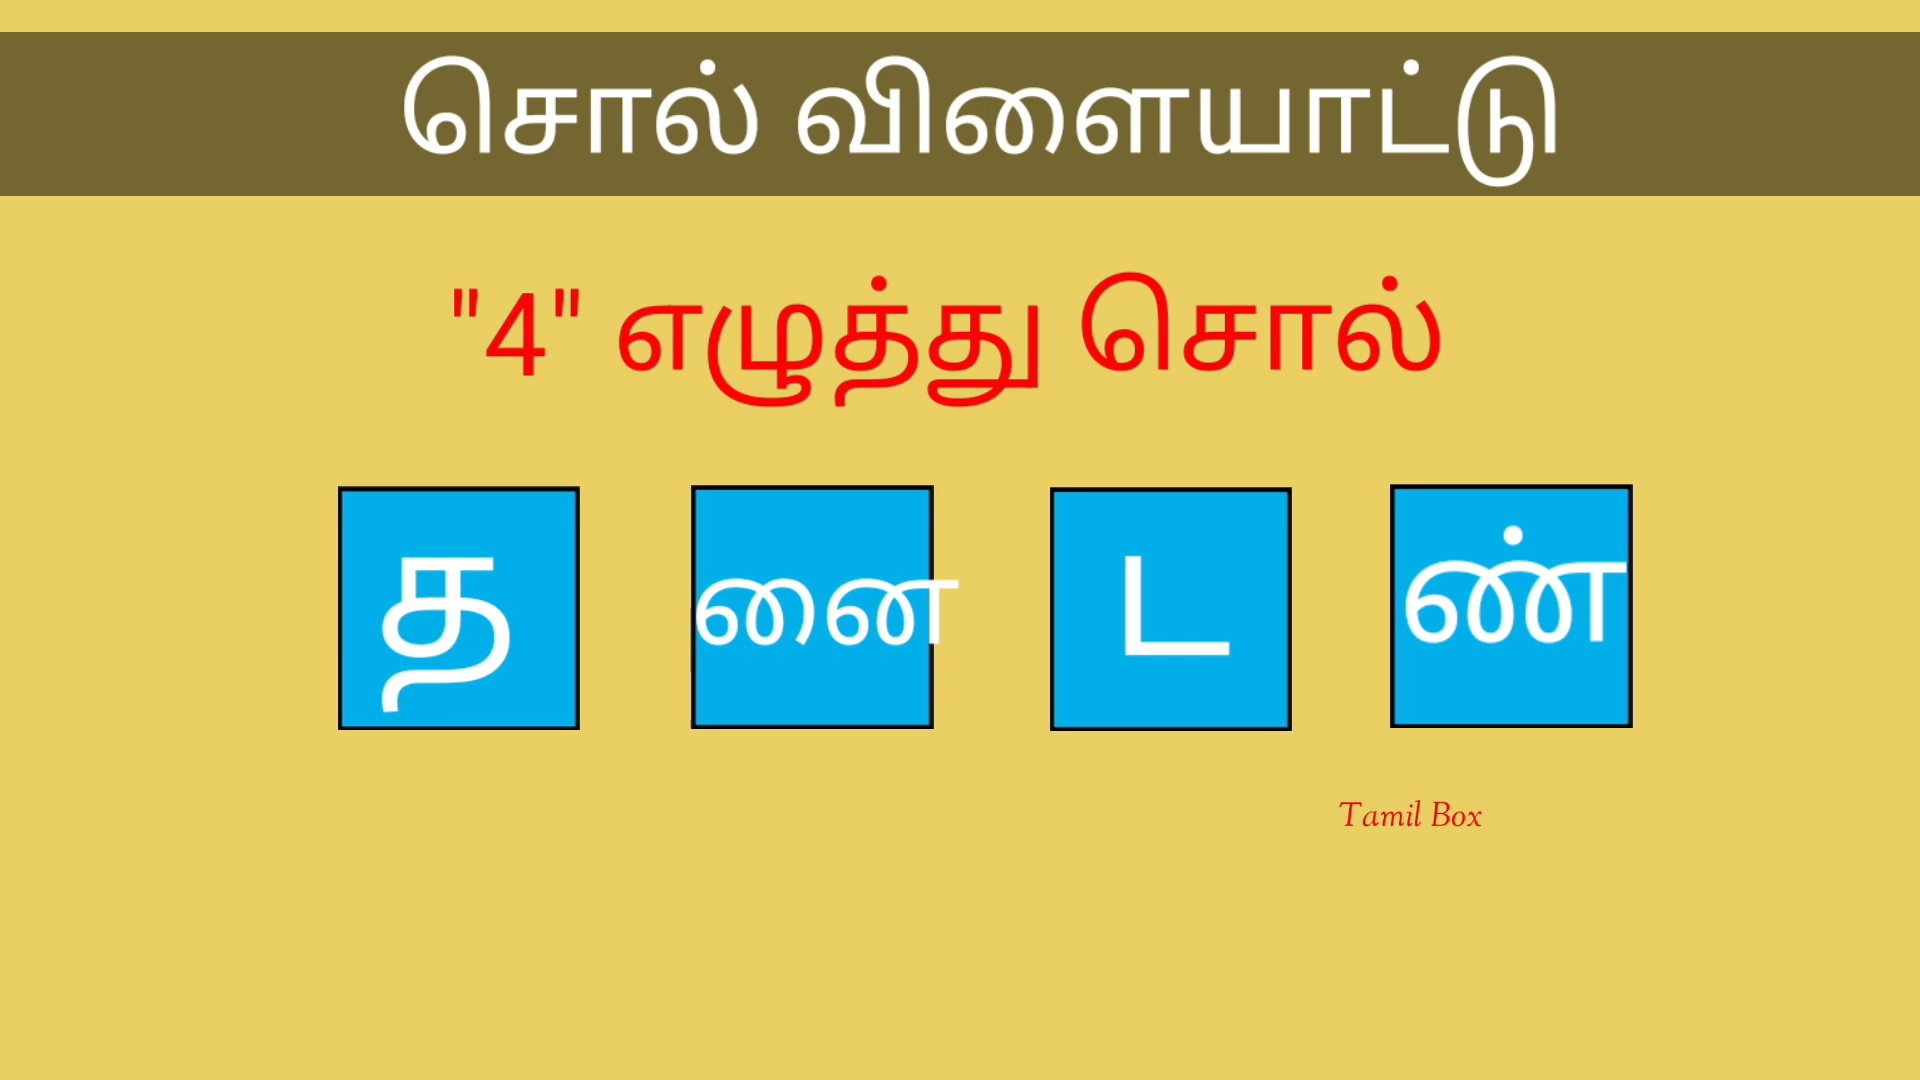 சொல் விளையாட்டு
"4" எழுத்து சொல்
த னை ட ண்
Tamil Box